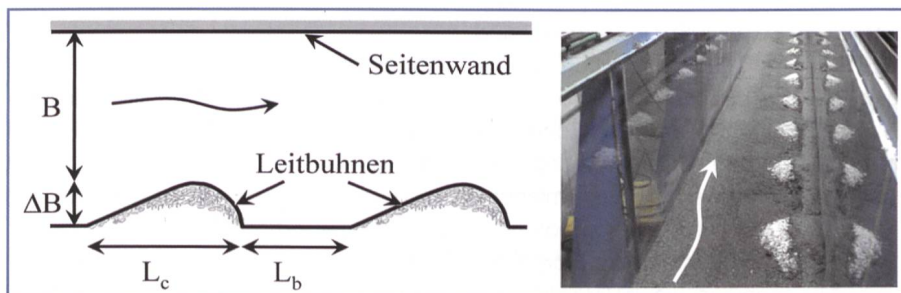 Seitenwand
B
Leitbuhnen
ΔB
L_c
L_b